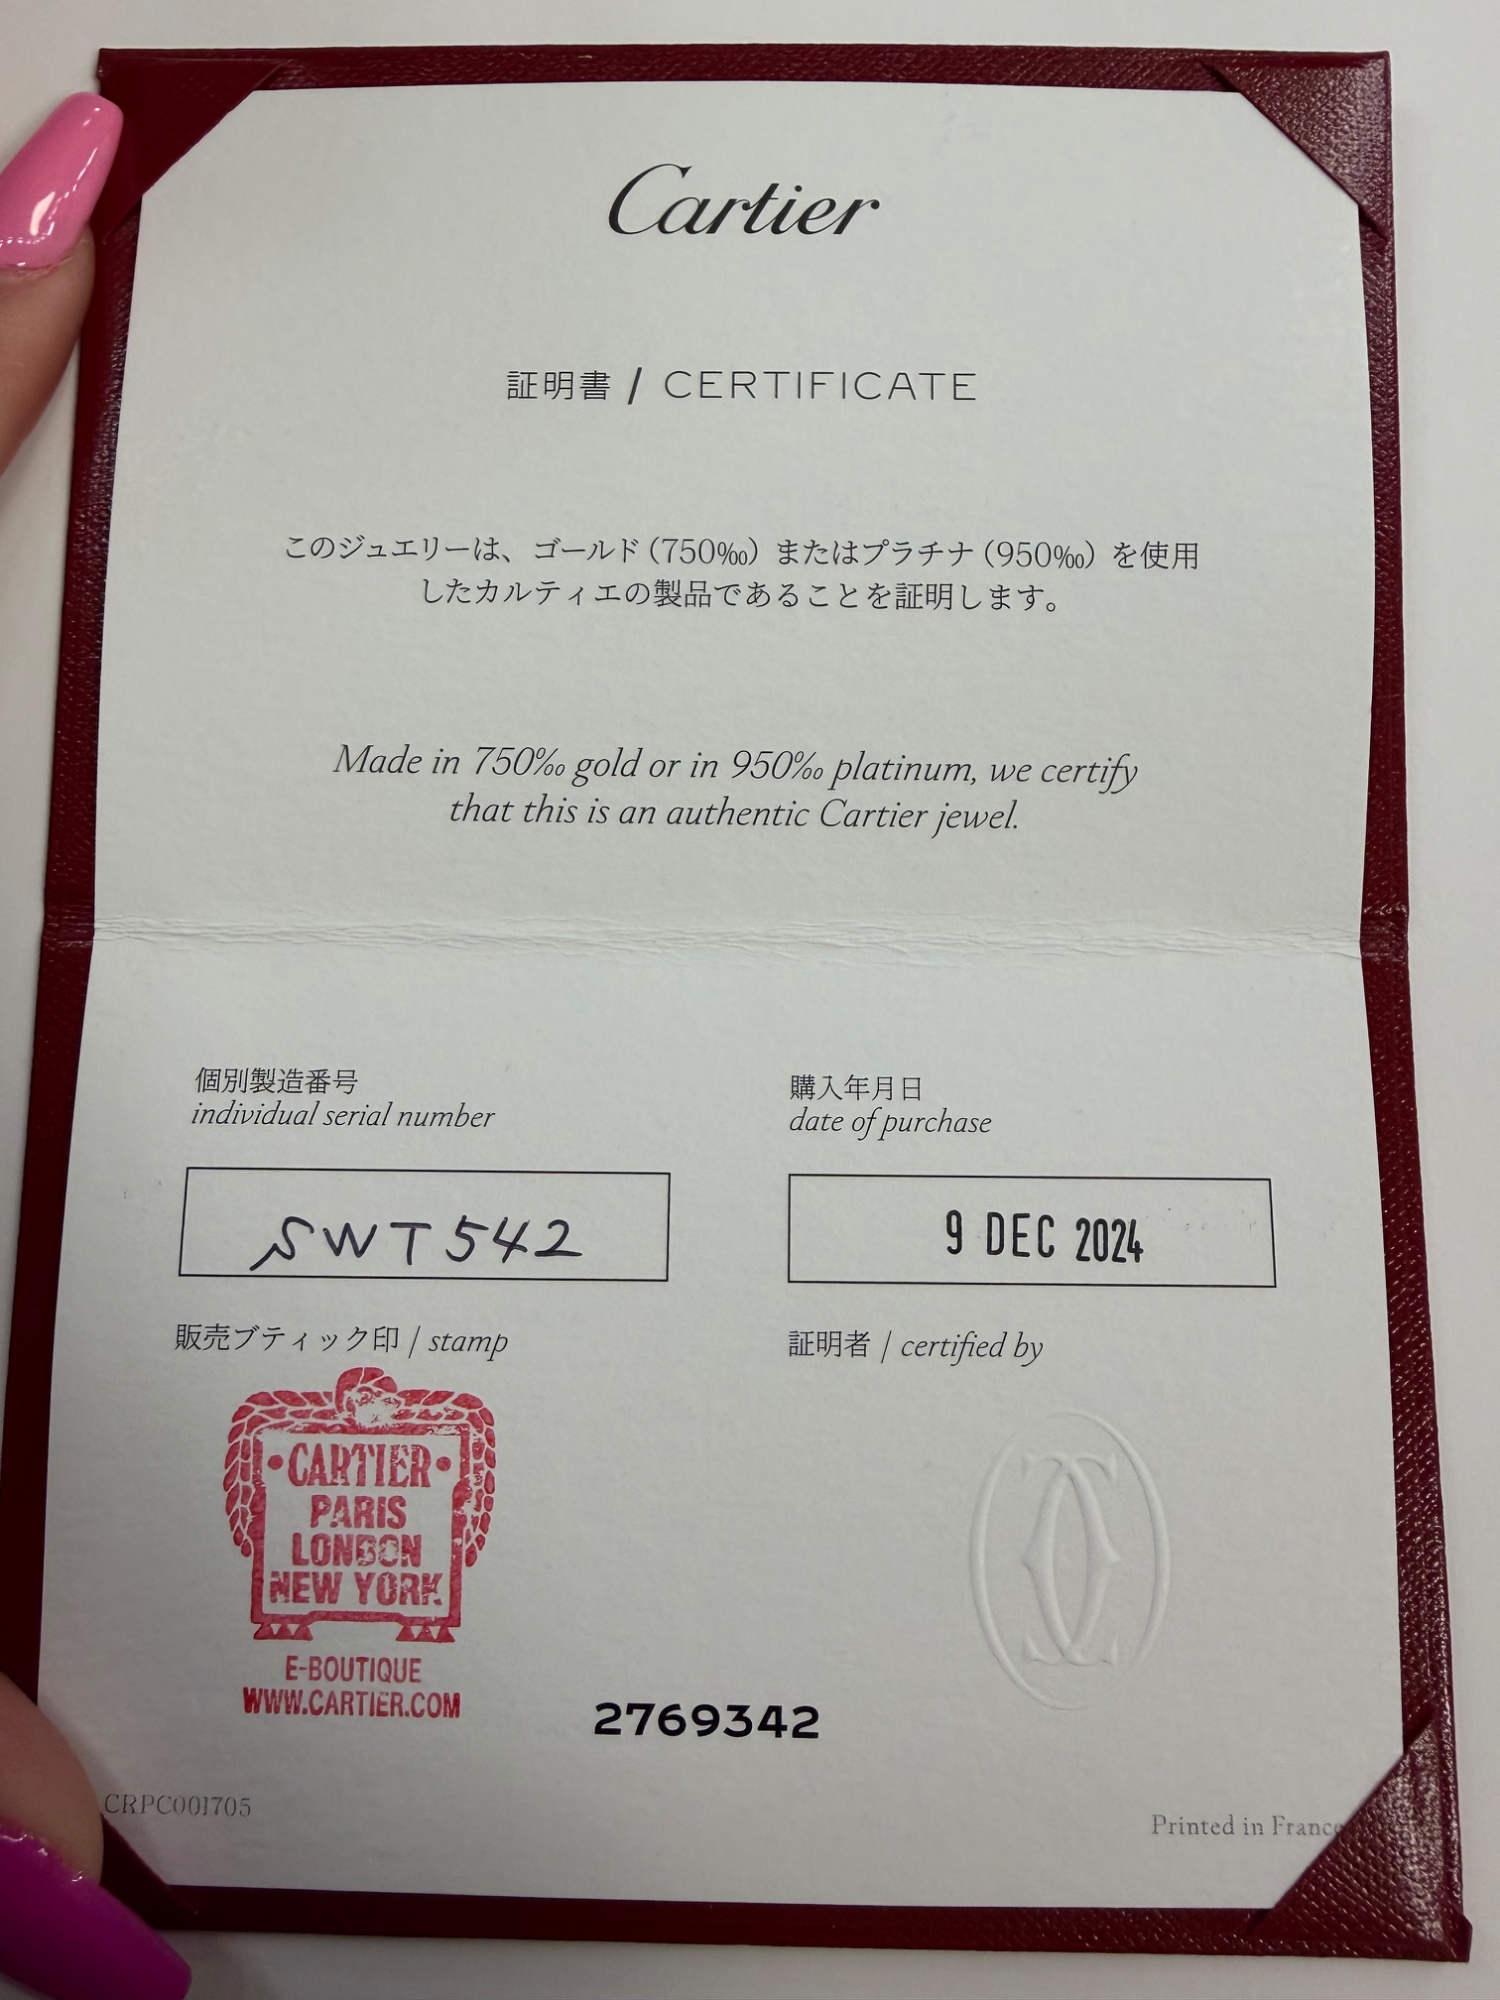 Cartier
証明書 / CERTIFICATE
このジュエリーは、ゴールド（750‰）またはプラチナ（950‰）を使用
したカルティエの製品であることを証明します。
Made in 750‰ gold or in 950‰ platinum, we certify
that this is an authentic Cartier jewel.
個別製造番号
individual serial number
SWT542
購入年月日
date of purchase
9 DEC 2024
販売ブティック印 / stamp
•CARTIER•
PARIS
LONDON
NEW YORK
E-BOUTIQUE
WWW.CARTIER.COM
証明者 / certified by
2769342
CRPC001705
Printed in France